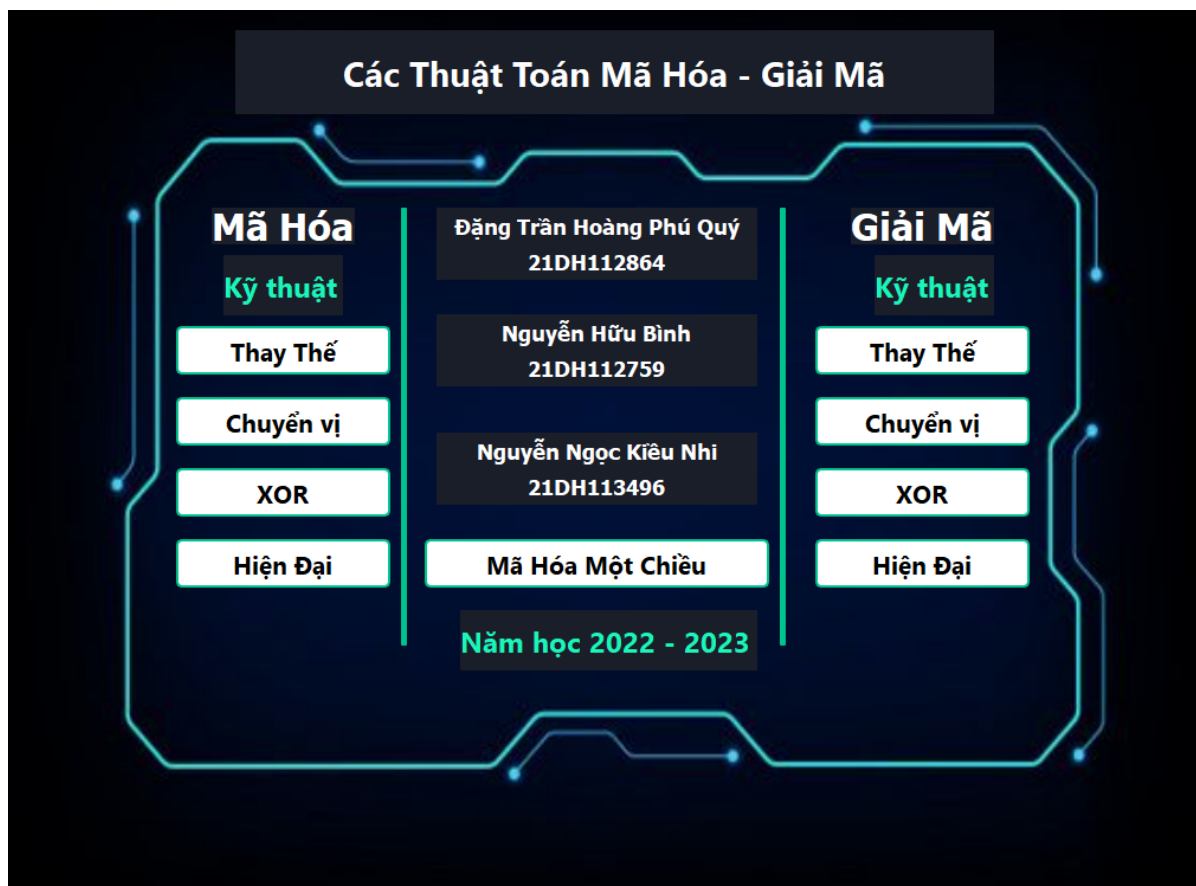 Các Thuật Toán Mã Hóa - Giải Mã
Mã Hóa
Kỹ thuật
Thay Thế
Chuyển vị
XOR
Hiện Đại
Đặng Trần Hoàng Phú Quý
21DH112864
Nguyễn Hữu Bình
21DH112759
Nguyễn Ngọc Kiều Nhi
21DH113496
Mã Hóa Một Chiều
Năm học 2022 - 2023
Giải Mã
Kỹ thuật
Thay Thế
Chuyển vị
XOR
Hiện Đại